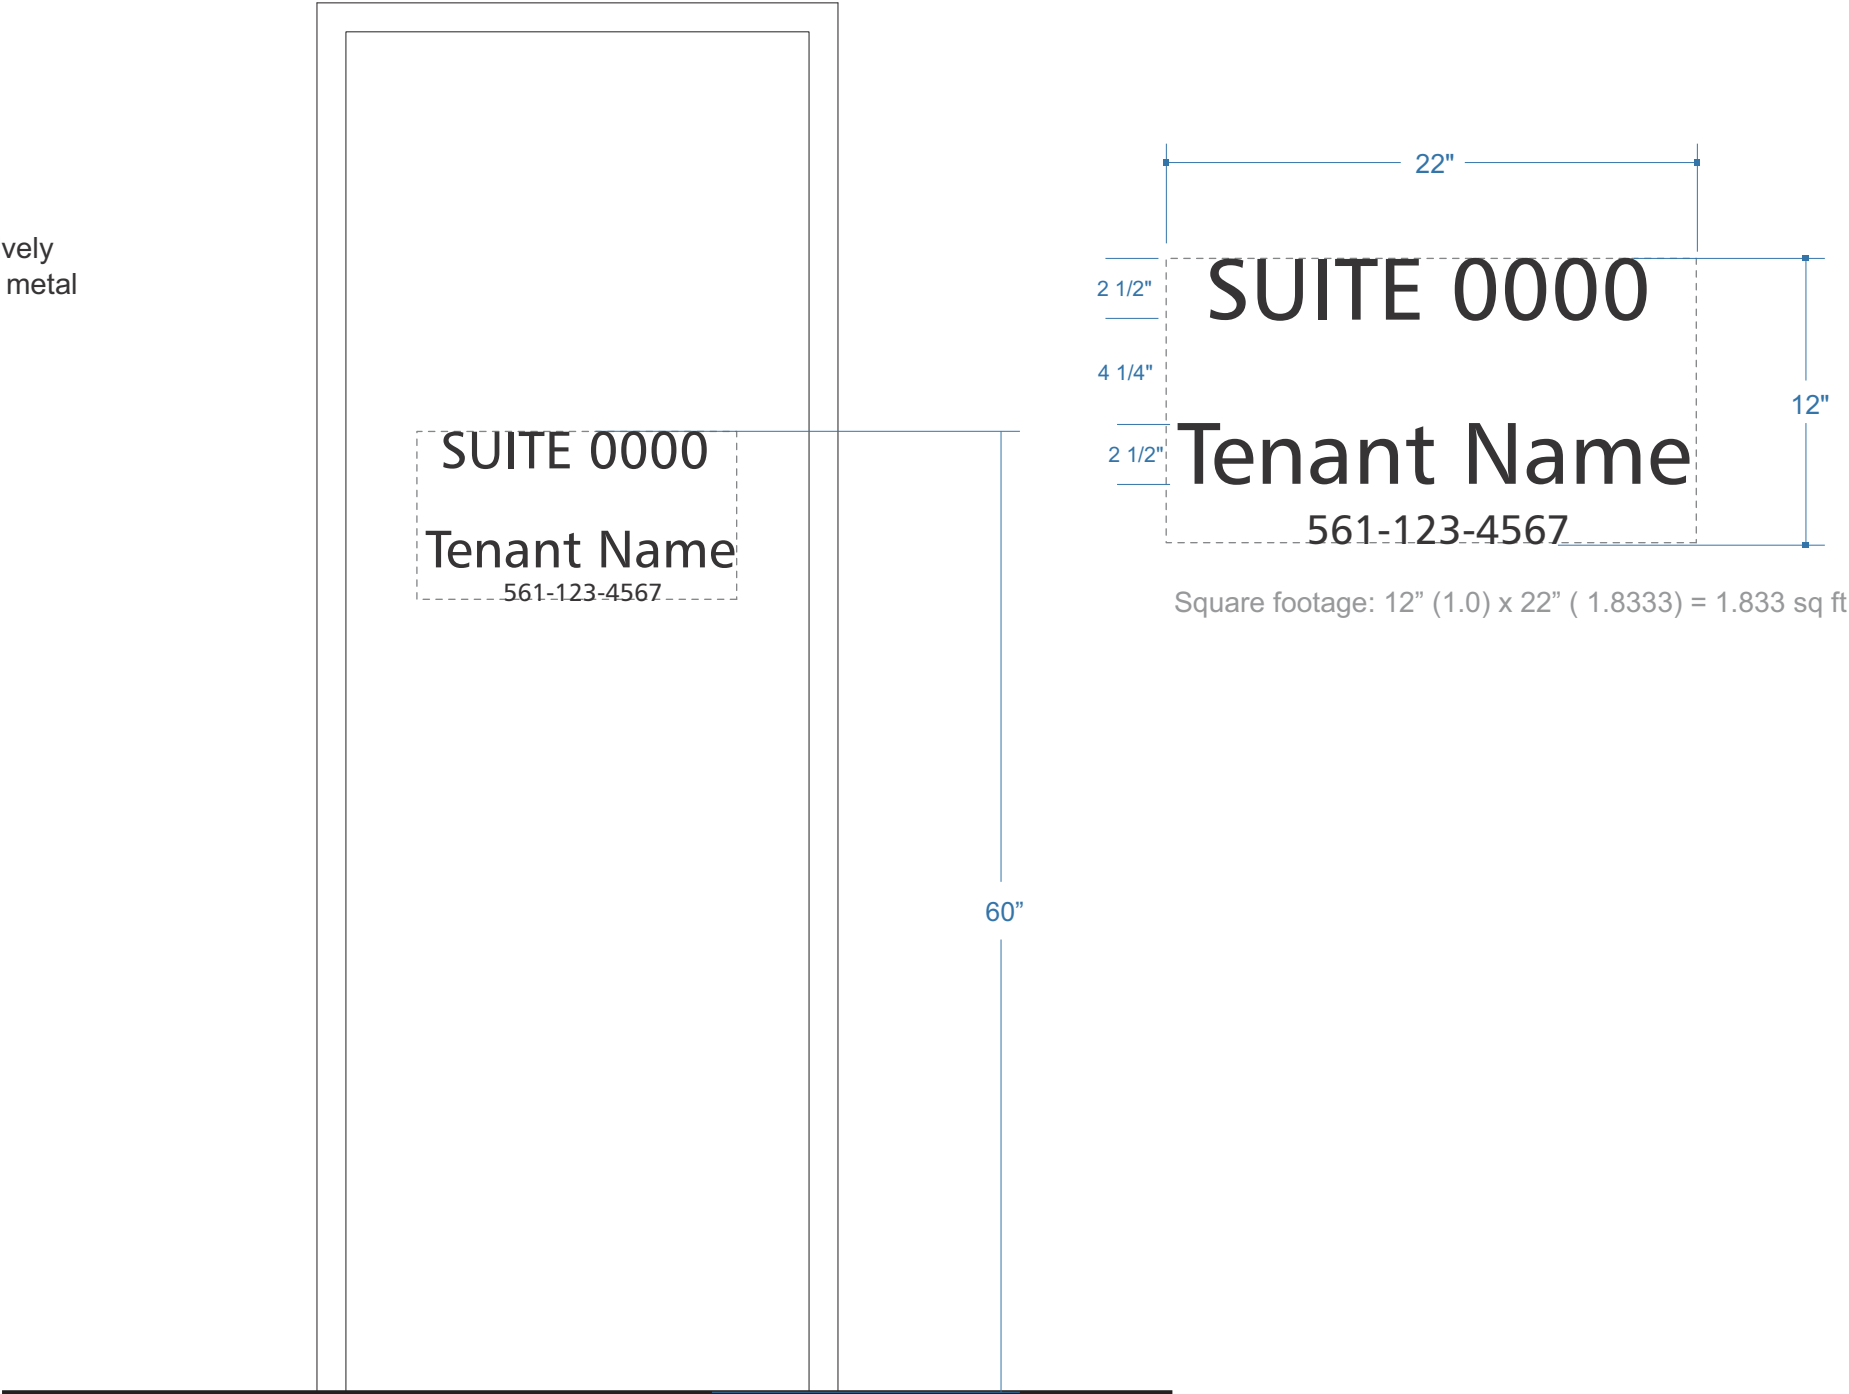 vely
metal
SUITE 0000
Tenant Name
561-123-4567
60”
22"
2 1/2"
SUITE 0000
4 1/4"
12"
2 1/2"
Tenant Name
561-123-4567
Square footage: 12” (1.0) x 22” ( 1.8333) = 1.833 sq ft